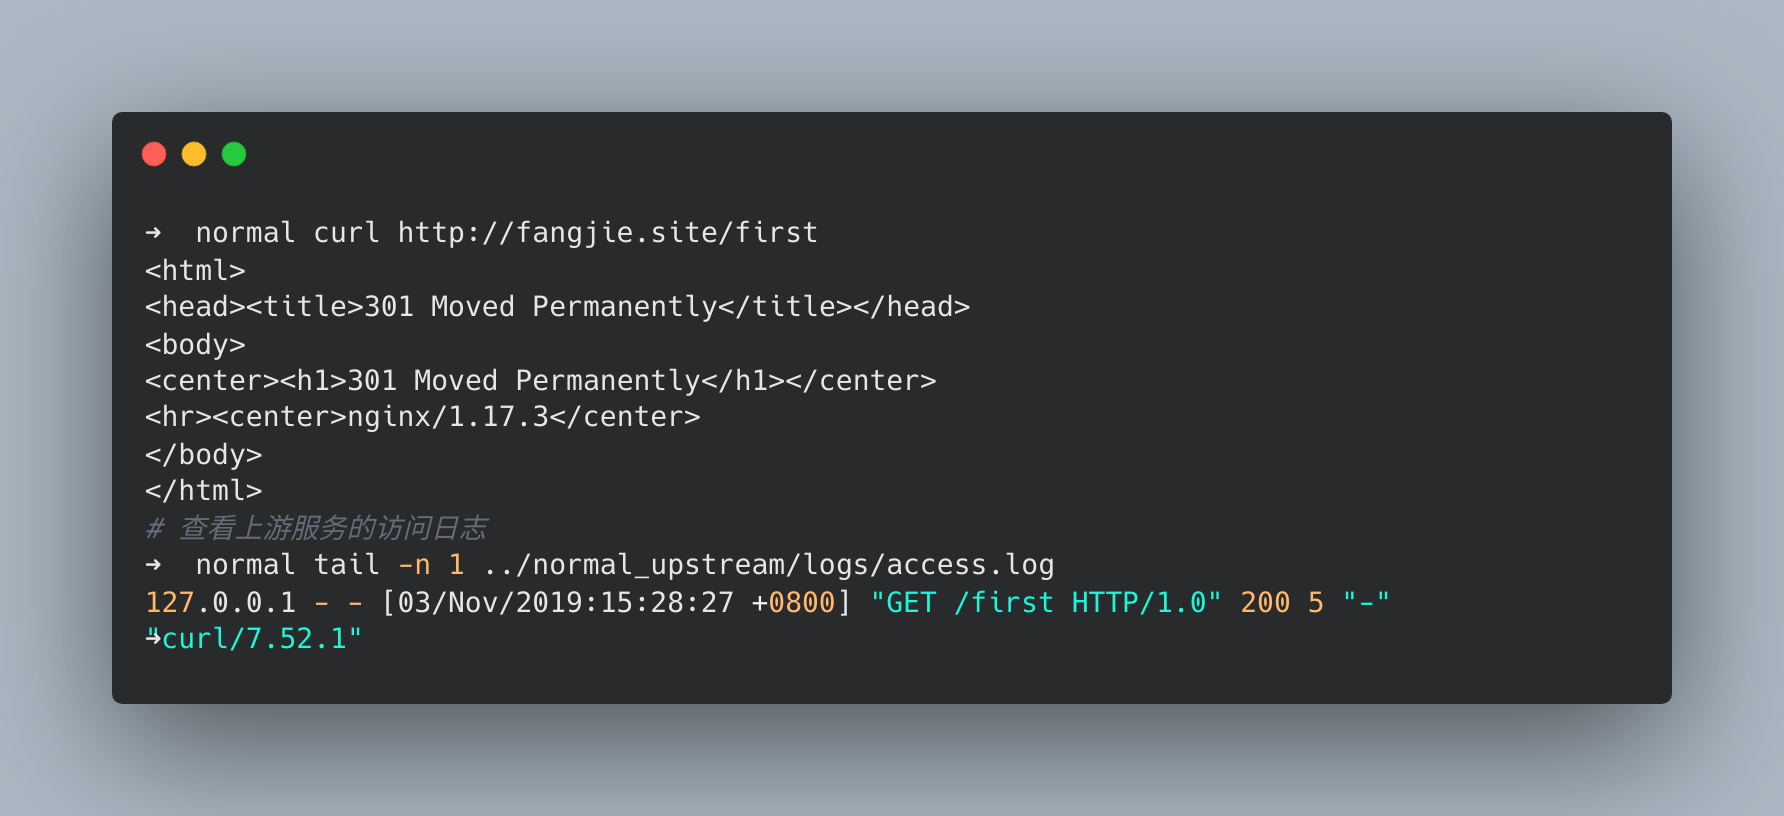 ➜  normal curl http://fangjie.site/first
<html>
<head><title>301 Moved Permanently</title></head>
<body>
<center><h1>301 Moved Permanently</h1></center>
<hr><center>nginx/1.17.3</center>
</body>
</html>
# 查看上游服务的访问日志
➜  normal tail -n 1 ../normal_upstream/logs/access.log
127.0.0.1 - - [03/Nov/2019:15:28:27 +0800] "GET /first HTTP/1.0" 200 5 "-"
➜"curl/7.52.1"